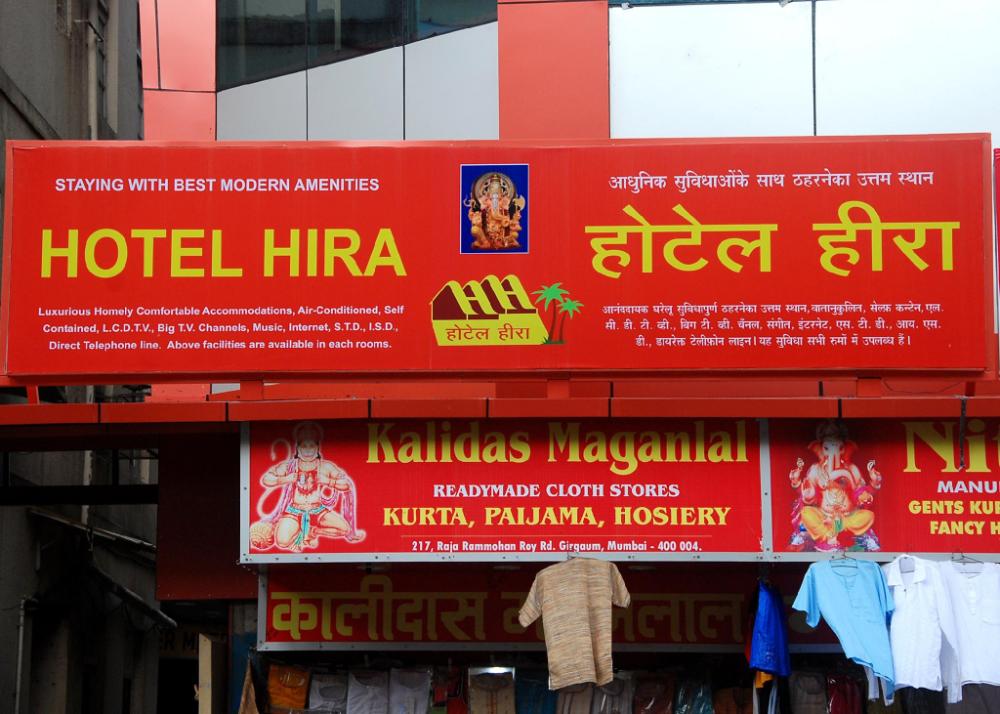 STAYING WITH BEST MODERN AMENITIES
HOTEL HIRA
Luxurious Homely Comfortable Accommodations, Air-Conditioned, Self
Contained, L.C.D.T.V., Big T.V. Channels, Music, Internet, S.T.D., I.S.D.,
Direct Telephone line. Above facilities are available in each rooms.
HH
होटेल हीरा
आधुनिक सुविधाओंके साथ ठहरनेका उत्तम स्थान
होटेल हीरा
आनंददायक घरेलु सुविधापुर्ण ठहरनेका उत्तम स्थान, वातानुकुलित, सेल्फ कन्टेन, एल.
सी. डी. टी. व्ही., बिग टी. व्ही. चॅनल, संगीत, इंटरनेट, एस. टी. डी., आय. एस.
डी., डायरेक्ट टेलीफ़ोन लाइन। यह सुविधा सभी रुमों में उपलब्ध हैं।
Kalidas Maganlal
READYMADE CLOTH STORES
KURTA, PAIJAMA, HOSIERY
217, Raja Rammohan Roy Rd. Girgaum, Mumbai - 400 004.
MANU
GENTS KU
FANCY H
कालीदास